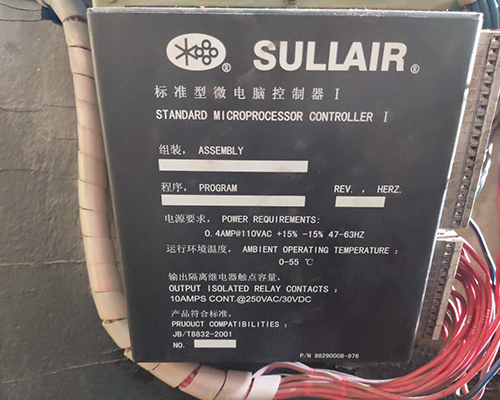 ® SULLAIR®
标准型微电脑控制器 I
STANDARD MICROPROCESSOR CONTROLLER I
组装, ASSEMBLY
程序, PROGRAM REV., HERZ.
电源要求, POWER REQUIREMENTS:
0.4AMP@110VAC +15% -15% 47-63HZ
运行环境温度, AMBIENT OPERATING TEMPERATURE:
0-55 ℃
输出隔离继电器触点容量,
OUTPUT ISOLATED RELAY CONTACTS:
10AMPS CONT.@250VAC/30VDC
产品符合标准,
PRUOUCT COMPATIBILITIES:
JB/T8832-2001
NO.
P/N 88290008-976